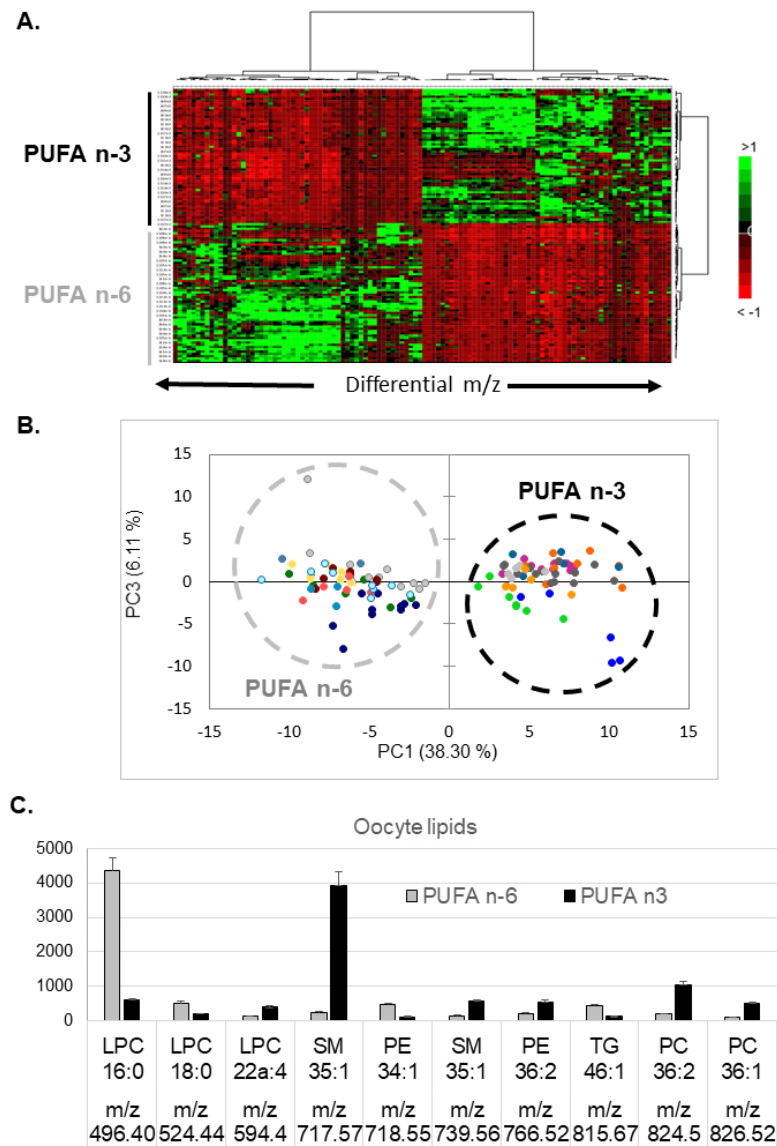 A.
PUFA n-3
PUFA n-6
>1
0
< -1
Differential m/z
B.
PUFA n-3
PUFA n-6
PC3 (6.11 %)
15
10
5
0
-5
-10
-15
-15 -10 -5 0 5 10 15
PC1 (38.30 %)
C.
Oocyte lipids
PUFA n-6 PUFA n3
5000
4000
3000
2000
1000
0
LPC LPC LPC SM PE SM PE TG PC PC
16:0 18:0 22a:4 35:1 34:1 35:1 36:2 46:1 36:2 36:1
m/z m/z m/z m/z m/z m/z m/z m/z m/z m/z
496.40 524.44 594.4 717.57 718.55 739.56 766.52 815.67 824.5 826.52